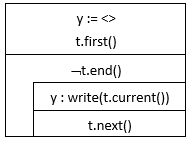 y := <>
t.first()
¬t.end()
y : write(t.current())
t.next()